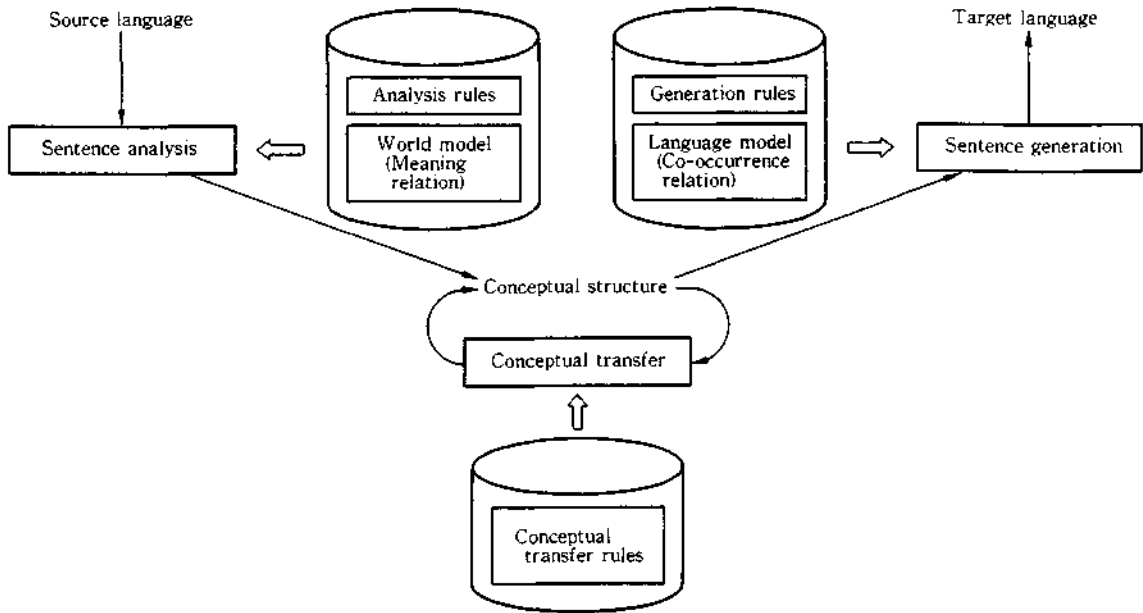 Source language
Target language
Analysis rules
Generation rules
Sentence analysis
World model
(Meaning
relation)
Language model
(Co-occurrence
relation)
Sentence generation
Conceptual structure
Conceptual transfer
Conceptual
transfer rules